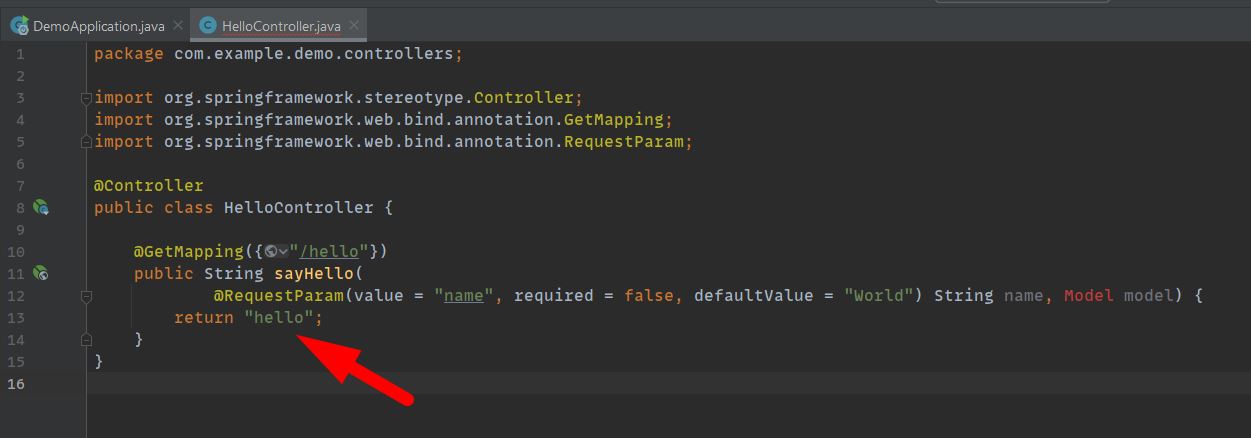 DemoApplication.java HelloController.java
1 package com.example.demo.controllers;
2
3 import org.springframework.stereotype.Controller;
4 import org.springframework.web.bind.annotation.GetMapping;
5 import org.springframework.web.bind.annotation.RequestParam;
6
7 @Controller
8 public class HelloController {
9
10 @GetMapping({"/hello"})
11 public String sayHello(
12 @RequestParam(value = "name", required = false, defaultValue = "World") String name, Model model) {
13 return "hello";
14 }
15 }
16